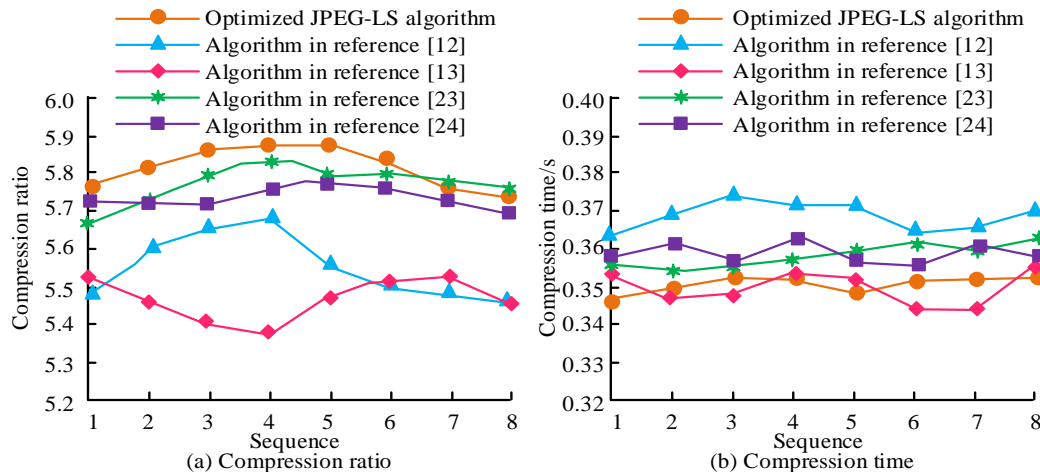 Optimized JPEG-LS algorithm
Algorithm in reference [12]
Algorithm in reference [13]
Algorithm in reference [23]
Algorithm in reference [24]
Compression ratio
6.0
5.9
5.8
5.7
5.6
5.5
5.4
5.3
5.2
1 2 3 4 5 6 7 8
Sequence
(a) Compression ratio
Optimized JPEG-LS algorithm
Algorithm in reference [12]
Algorithm in reference [13]
Algorithm in reference [23]
Algorithm in reference [24]
Compression time/s
0.40
0.39
0.38
0.37
0.36
0.35
0.34
0.33
0.32
1 2 3 4 5 6 7 8
Sequence
(b) Compression time